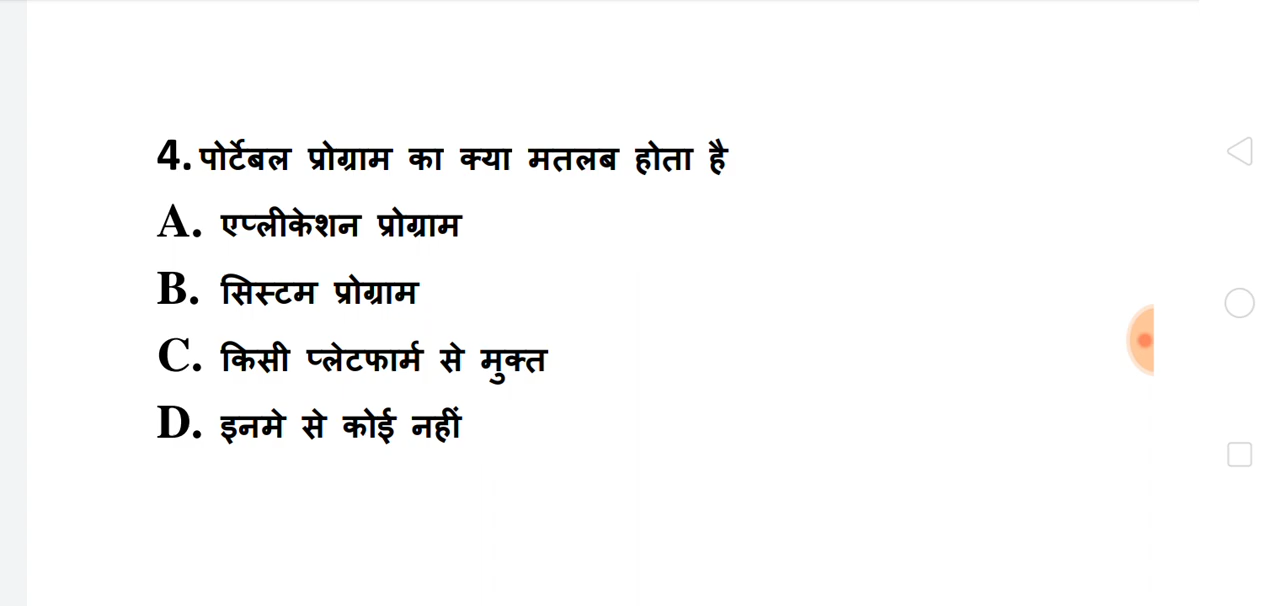 4. पोर्टेबल प्रोग्राम का क्या मतलब होता है
A. एप्लीकेशन प्रोग्राम
B. सिस्टम प्रोग्राम
C. किसी प्लेटफार्म से मुक्त
D. इनमे से कोई नहीं